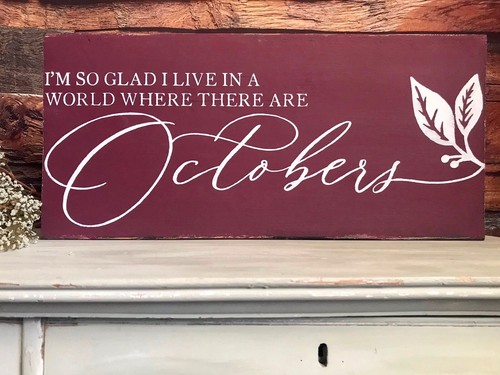 I'M SO GLAD I LIVE IN A
WORLD WHERE THERE ARE
Octobers